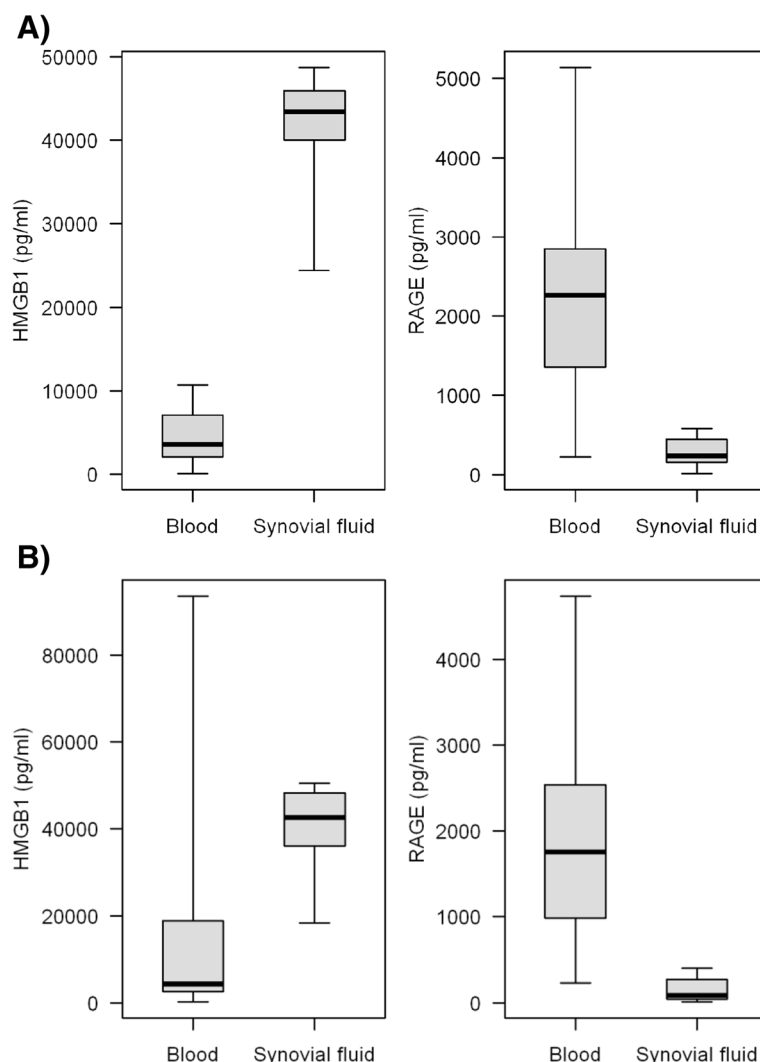 A)
HMGB1 (pg/ml)
50000
40000
30000
20000
10000
0
Blood Synovial fluid
RAGE (pg/ml)
5000
4000
3000
2000
1000
0
Blood Synovial fluid
B)
HMGB1 (pg/ml)
80000
60000
40000
20000
0
Blood Synovial fluid
RAGE (pg/ml)
4000
3000
2000
1000
0
Blood Synovial fluid